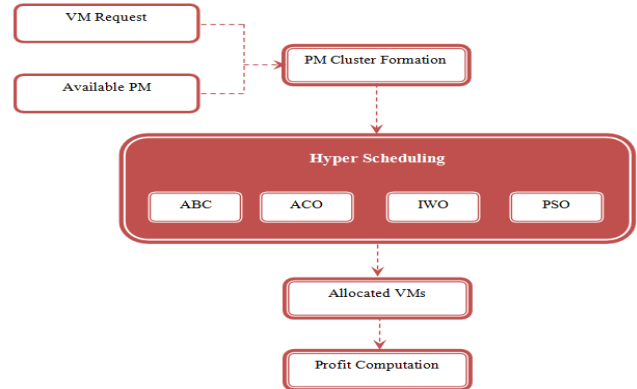 VM Request
Available PM
PM Cluster Formation
Hyper Scheduling
ABC
ACO
IWO
PSO
Allocated VMs
Profit Computation